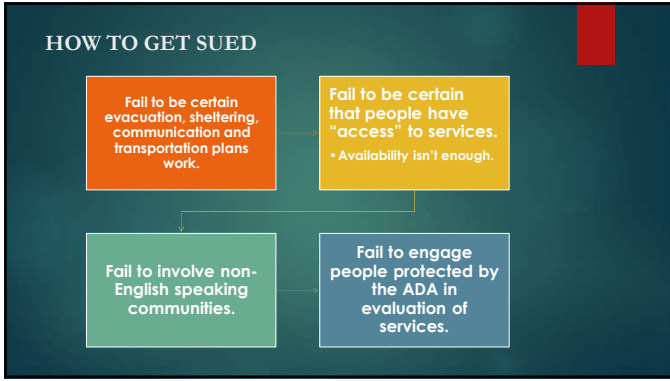 HOW TO GET SUED
Fail to be certain
evacuation, sheltering,
communication and
transportation plans
work.
Fail to be certain
that people have
“access” to services.
• Availability isn’t enough.
Fail to involve non-
English speaking
communities.
Fail to engage
people protected by
the ADA in
evaluation of
services.